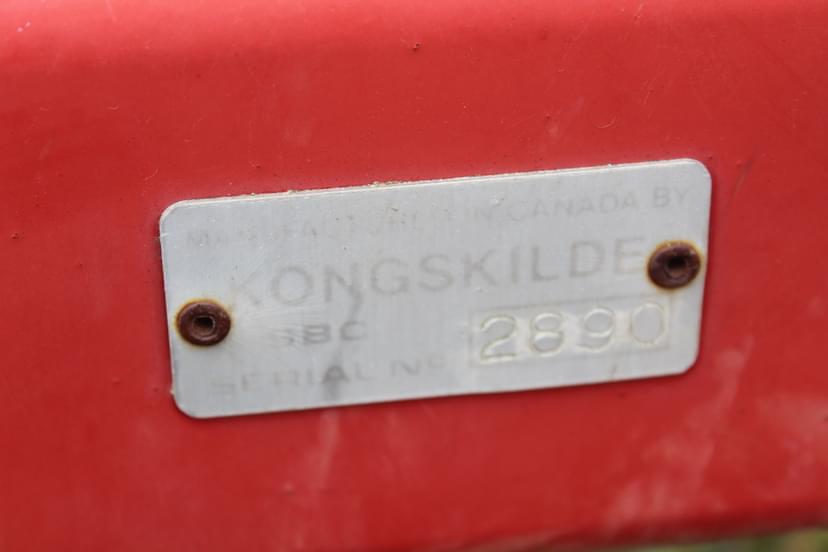 MANUFACTURED IN CANADA BY
KONGSKILDE
SBC 2890
SERIAL Nº